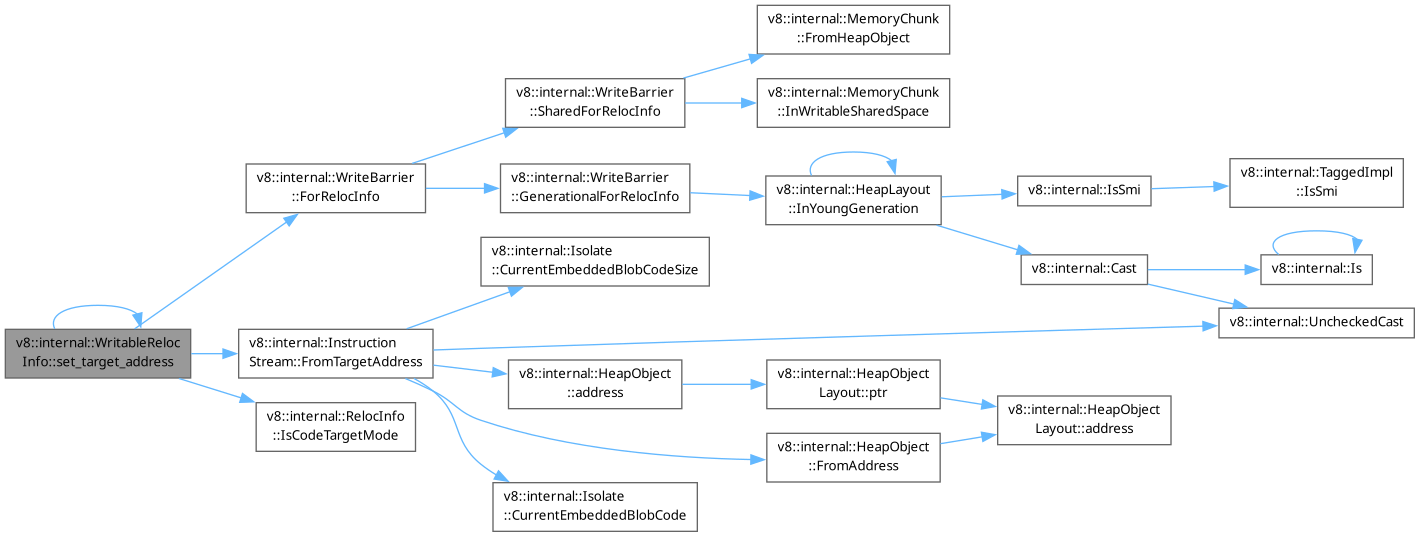 v8::internal::MemoryChunk
::FromHeapObject
v8::internal::WriteBarrier
::SharedForRelocInfo
v8::internal::MemoryChunk
::InWritableSharedSpace
v8::internal::WriteBarrier
::ForRelocInfo
v8::internal::WriteBarrier
::GenerationalForRelocInfo
v8::internal::HeapLayout
::InYoungGeneration
v8::internal::IsSmi
v8::internal::TaggedImpl
::IsSmi
v8::internal::Isolate
::CurrentEmbeddedBlobCodeSize
v8::internal::Cast
v8::internal::Is
v8::internal::UncheckedCast
v8::internal::WritableReloc
Info::set_target_address
v8::internal::Instruction
Stream::FromTargetAddress
v8::internal::HeapObject
::address
v8::internal::HeapObject
Layout::ptr
v8::internal::HeapObject
Layout::address
v8::internal::RelocInfo
::IsCodeTargetMode
v8::internal::HeapObject
::FromAddress
v8::internal::Isolate
::CurrentEmbeddedBlobCode